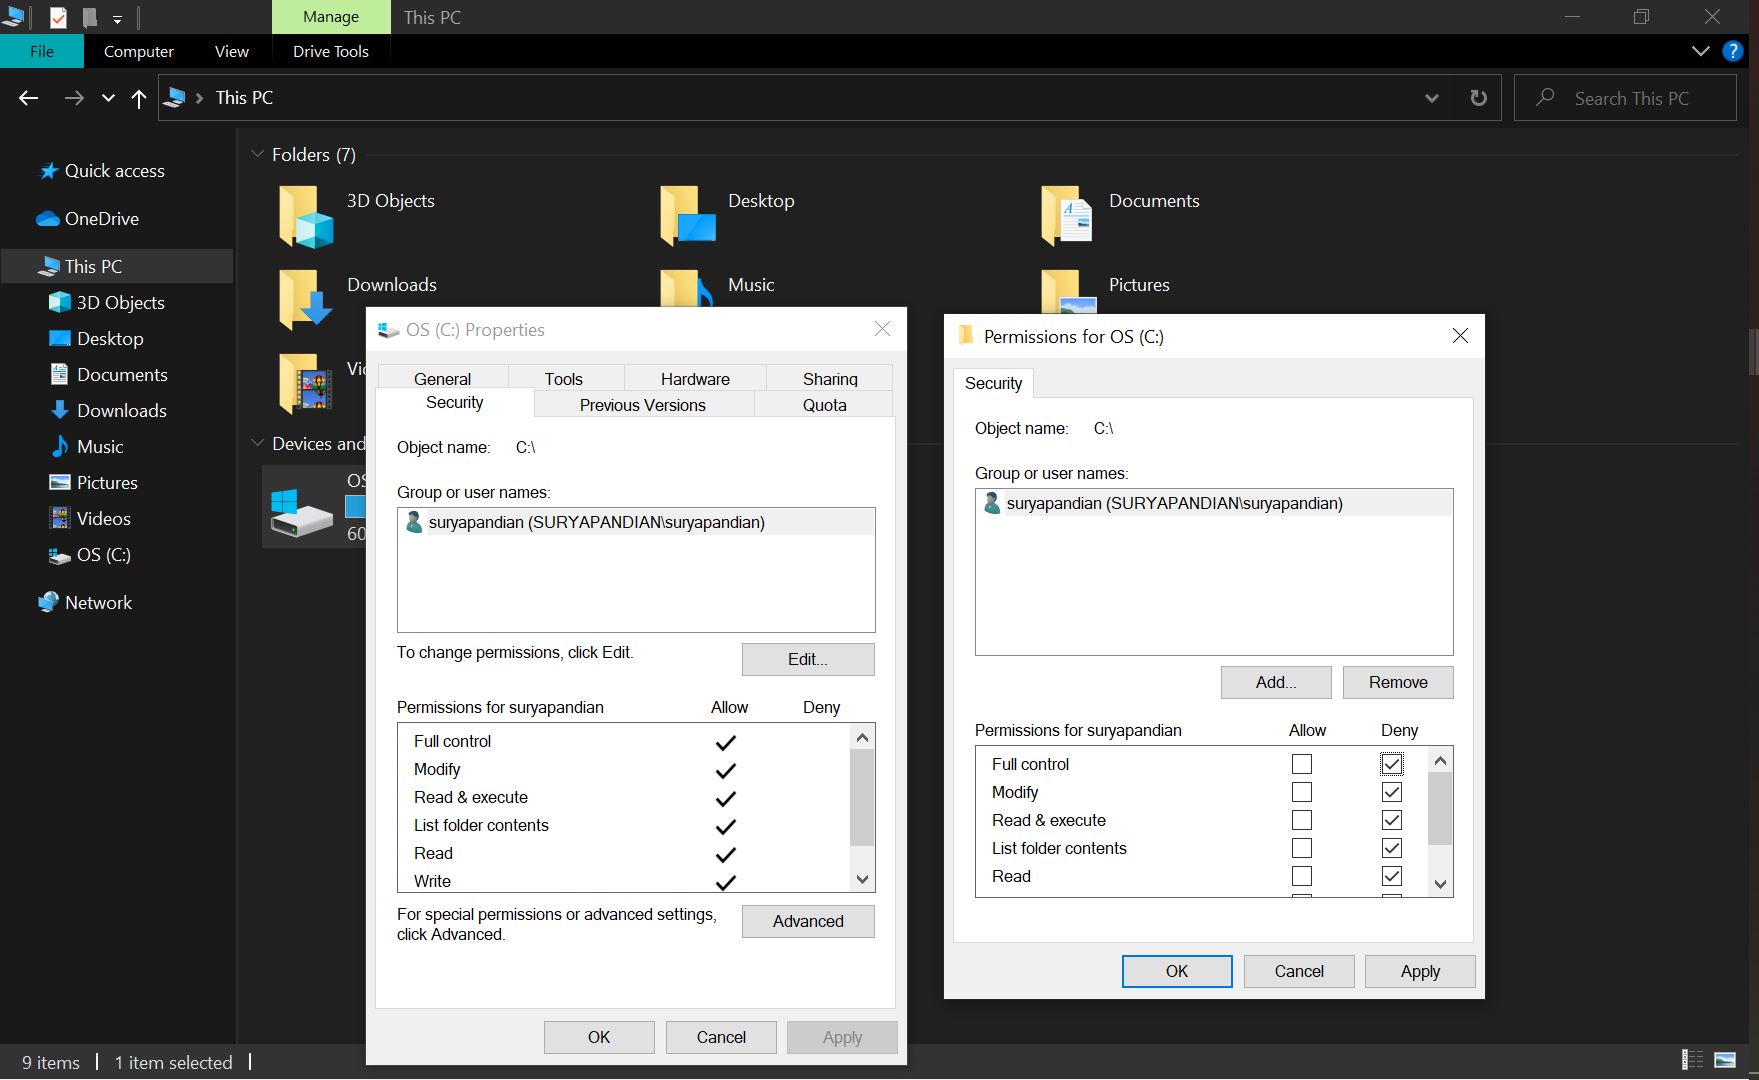 Manage
This PC
File
Computer
View
Drive Tools
?
This PC
Search This PC
Quick access
OneDrive
This PC
3D Objects
Desktop
Documents
Downloads
Music
Pictures
Videos
OS (C:)
Network
Folders (7)
3D Objects
Desktop
Documents
Downloads
Music
Pictures
Devices and
60
OS (C:) Properties
General
Tools
Hardware
Sharing
Security
Previous Versions
Quota
Object name: C:\
Group or user names:
suryapandian (SURYAPANDIAN\suryapandian)
To change permissions, click Edit.
Edit...
Permissions for suryapandian Allow Deny
Full control
Modify
Read & execute
List folder contents
Read
Write
For special permissions or advanced settings,
click Advanced.
Advanced
OK
Cancel
Apply
Permissions for OS (C:)
Security
Object name: C:\
Group or user names:
suryapandian (SURYAPANDIAN\suryapandian)
Add...
Remove
Permissions for suryapandian Allow Deny
Full control
Modify
Read & execute
List folder contents
Read
OK
Cancel
Apply
9 items
1 item selected